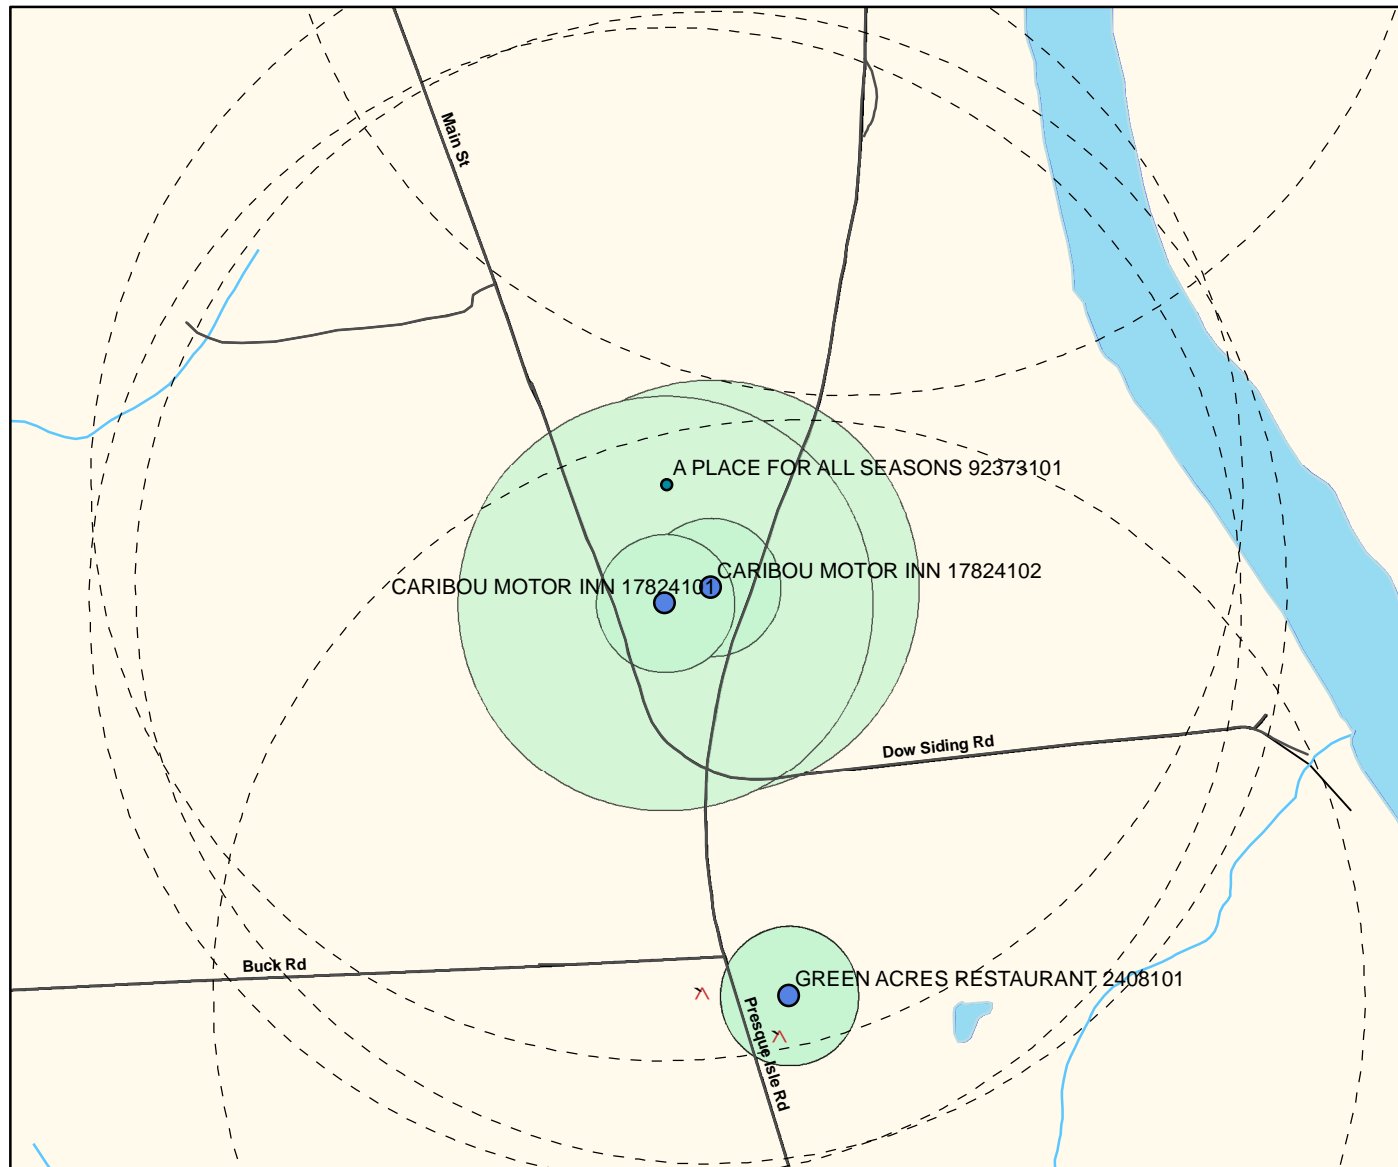 Main St
A PLACE FOR ALL SEASONS 92373101
CARIBOU MOTOR INN 17824102
CARIBOU MOTOR INN 17824101
Dow Siding Rd
Buck Rd
GREEN ACRES RESTAURANT 2408101
Presque Isle Rd